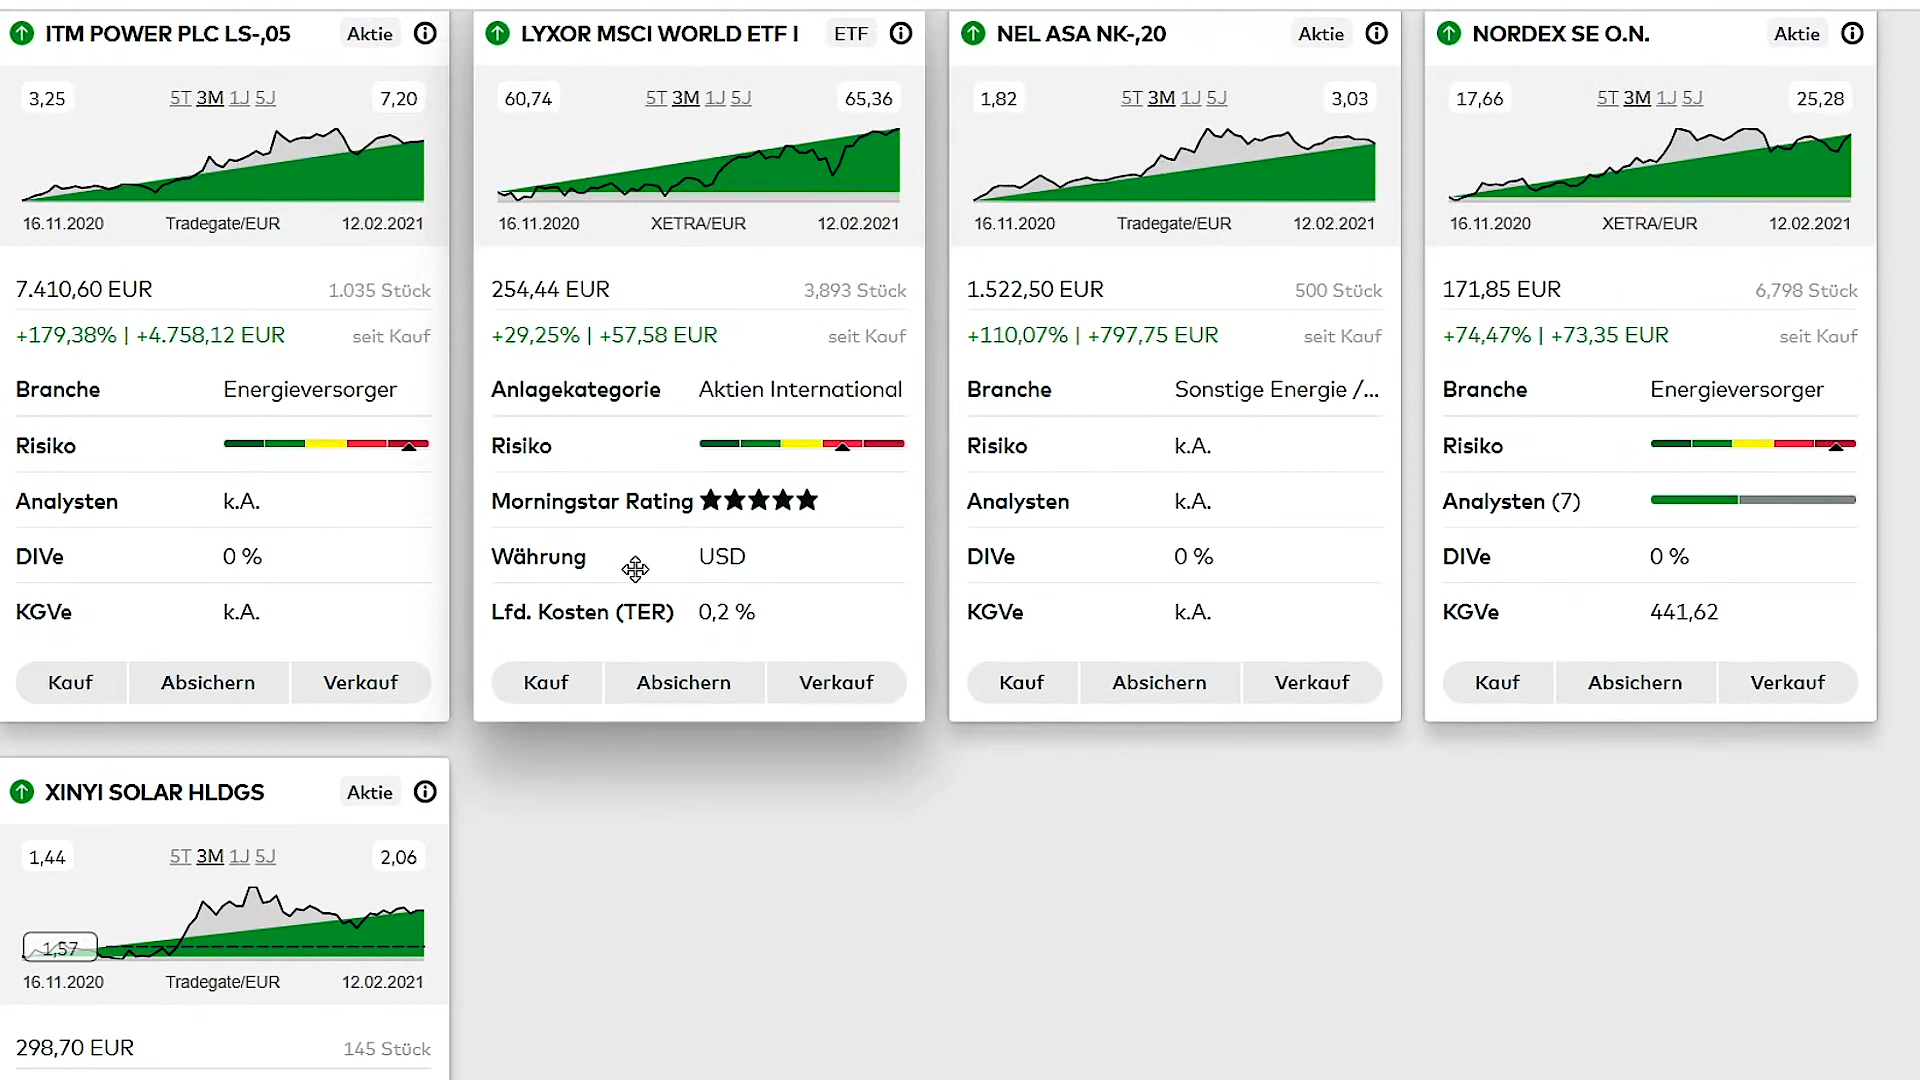 ITM POWER PLC LS-,05 Aktie
3,25 5T 3M 1J 5J 7,20
16.11.2020 Tradegate/EUR 12.02.2021
7.410,60 EUR 1.035 Stück
+179,38% | +4.758,12 EUR seit Kauf
Branche Energieversorger
Risiko
Analysten k.A.
DIVe 0 %
KGVe k.A.
Kauf Absichern Verkauf
LYXOR MSCI WORLD ETF I ETF
60,74 5T 3M 1J 5J 65,36
16.11.2020 XETRA/EUR 12.02.2021
254,44 EUR 3,893 Stück
+29,25% | +57,58 EUR seit Kauf
Anlagekategorie Aktien International
Risiko
Morningstar Rating ★★★★★
Währung USD
Lfd. Kosten (TER) 0,2 %
Kauf Absichern Verkauf
NEL ASA NK-,20 Aktie
1,82 5T 3M 1J 5J 3,03
16.11.2020 Tradegate/EUR 12.02.2021
1.522,50 EUR 500 Stück
+110,07% | +797,75 EUR seit Kauf
Branche Sonstige Energie /...
Risiko k.A.
Analysten k.A.
DIVe 0 %
KGVe k.A.
Kauf Absichern Verkauf
NORDEX SE O.N. Aktie
17,66 5T 3M 1J 5J 25,28
16.11.2020 XETRA/EUR 12.02.2021
171,85 EUR 6,798 Stück
+74,47% | +73,35 EUR seit Kauf
Branche Energieversorger
Risiko
Analysten (7)
DIVe 0 %
KGVe 441,62
Kauf Absichern Verkauf
XINYI SOLAR HLDGS Aktie
1,44 5T 3M 1J 5J 2,06
1,57
16.11.2020 Tradegate/EUR 12.02.2021
298,70 EUR 145 Stück